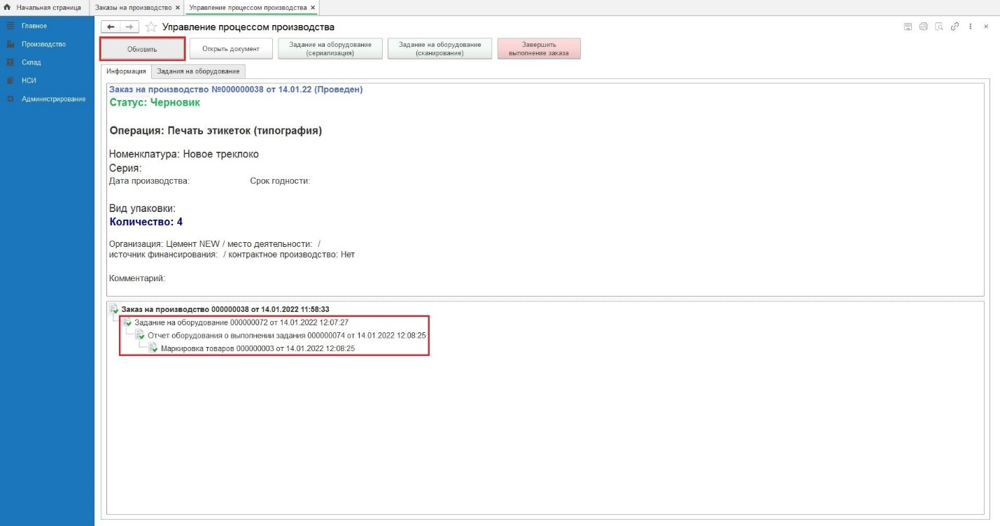 Начальная страница
Заказы на производство ×
Управление процессом производства ×
Главное
Производство
Склад
НСИ
Администрирование
Управление процессом производства
Обновить
Открыть документ
Задание на оборудование
(сериализация)
Задание на оборудование
(сканирование)
Завершить
выполнение заказа
Информация
Задания на оборудование
Заказ на производство №000000038 от 14.01.22 (Проведен)
Статус: Черновик
Операция: Печать этикеток (типография)
Номенклатура: Новое треклоко
Серия:
Дата производства: Срок годности:
Вид упаковки:
Количество: 4
Организация: Цемент NEW / место деятельности: /
источник финансирования: / контрактное производство: Нет
Комментарий:
Заказ на производство 000000038 от 14.01.2022 11:58:33
Задание на оборудование 000000072 от 14.01.2022 12:07:27
Отчет оборудования о выполнении задания 000000074 от 14.01.2022 12:08:25
Маркировка товаров 000000003 от 14.01.2022 12:08:25